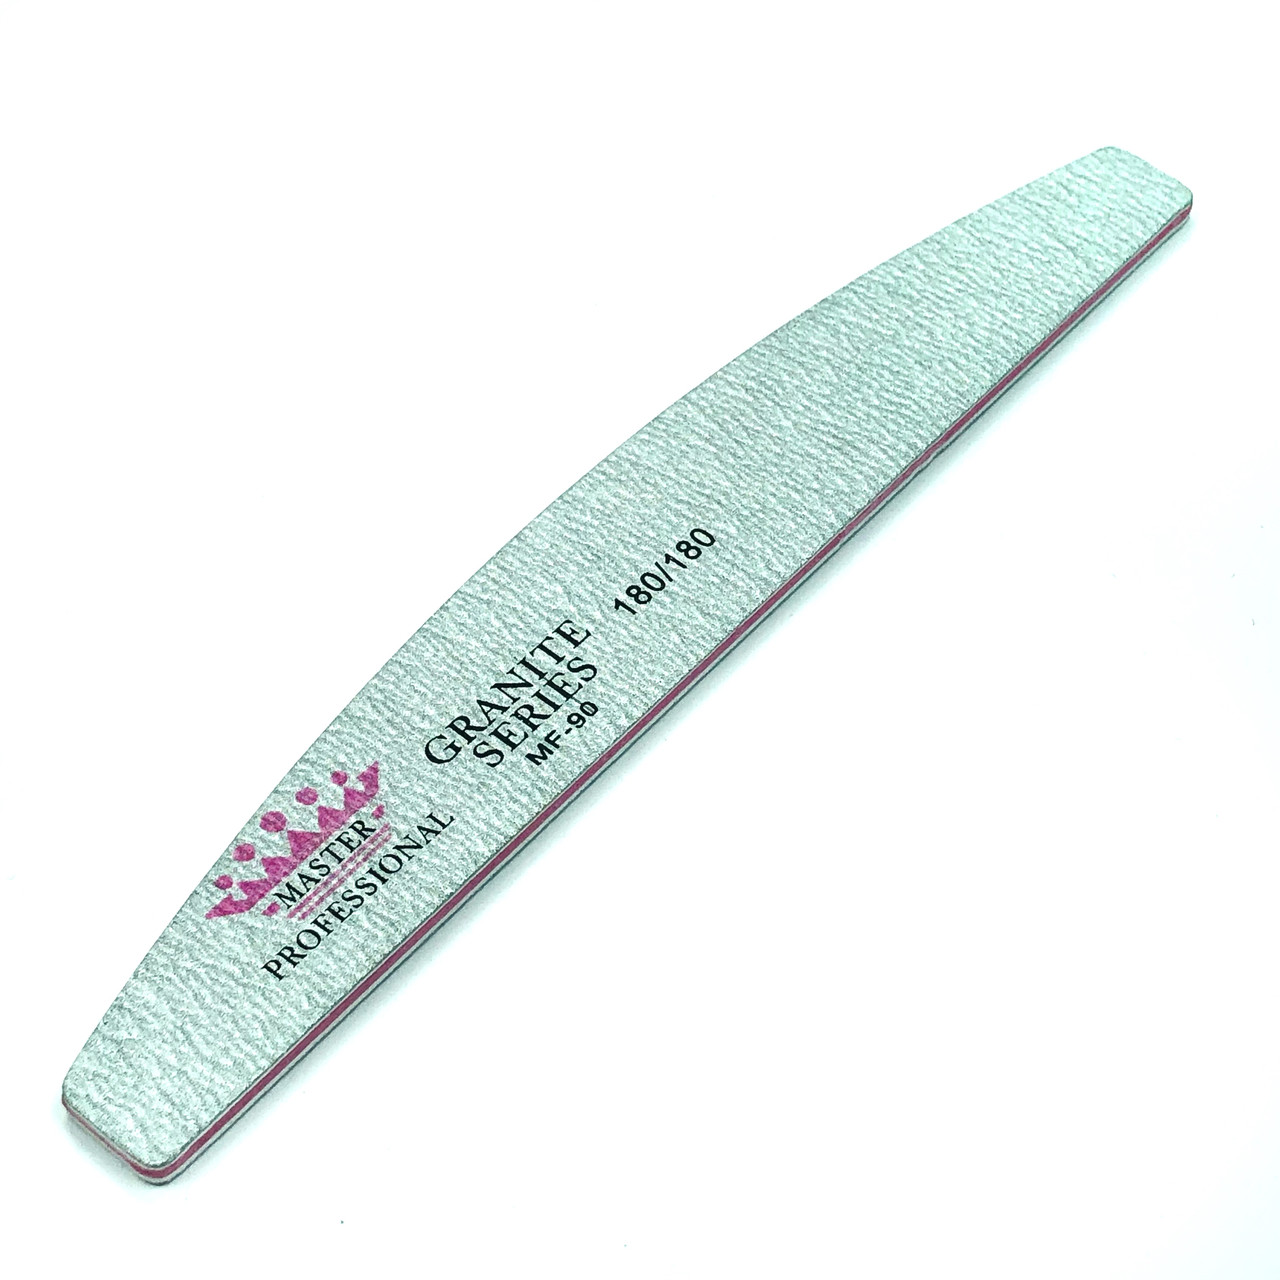 MASTER
PROFESSIONAL
GRANITE
SERIES
MF-90
180/180